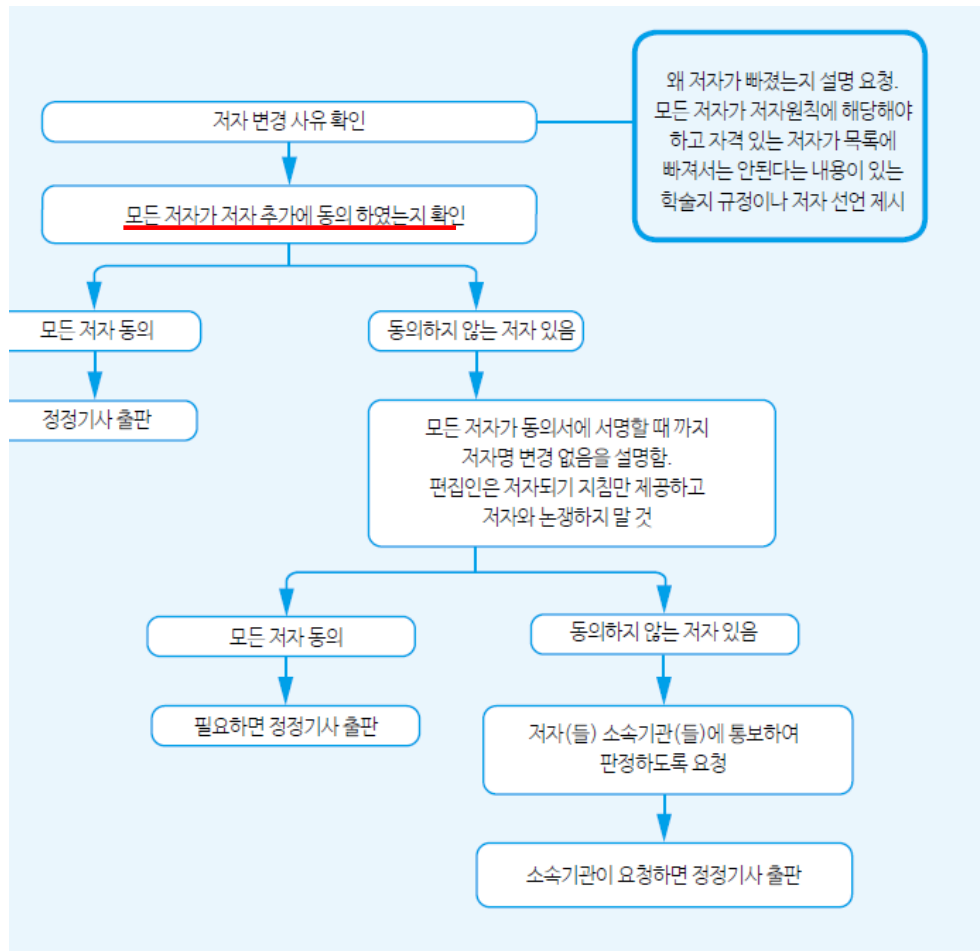 저자 변경 사유 확인
왜 저자가 빠졌는지 설명 요청.
모든 저자가 저자원칙에 해당해야
하고 자격 있는 저자가 목록에
빠져서는 안된다는 내용이 있는
학술지 규정이나 저자 선언 제시
모든 저자가 저자 추가에 동의 하였는지 확인
모든 저자 동의
동의하지 않는 저자 있음
정정기사 출판
모든 저자가 동의서에 서명할 때 까지
저자명 변경 없음을 설명함.
편집인은 저자되기 지침만 제공하고
저자와 논쟁하지 말 것
모든 저자 동의
동의하지 않는 저자 있음
필요하면 정정기사 출판
저자(들) 소속기관(들)에 통보하여
판정하도록 요청
소속기관이 요청하면 정정기사 출판